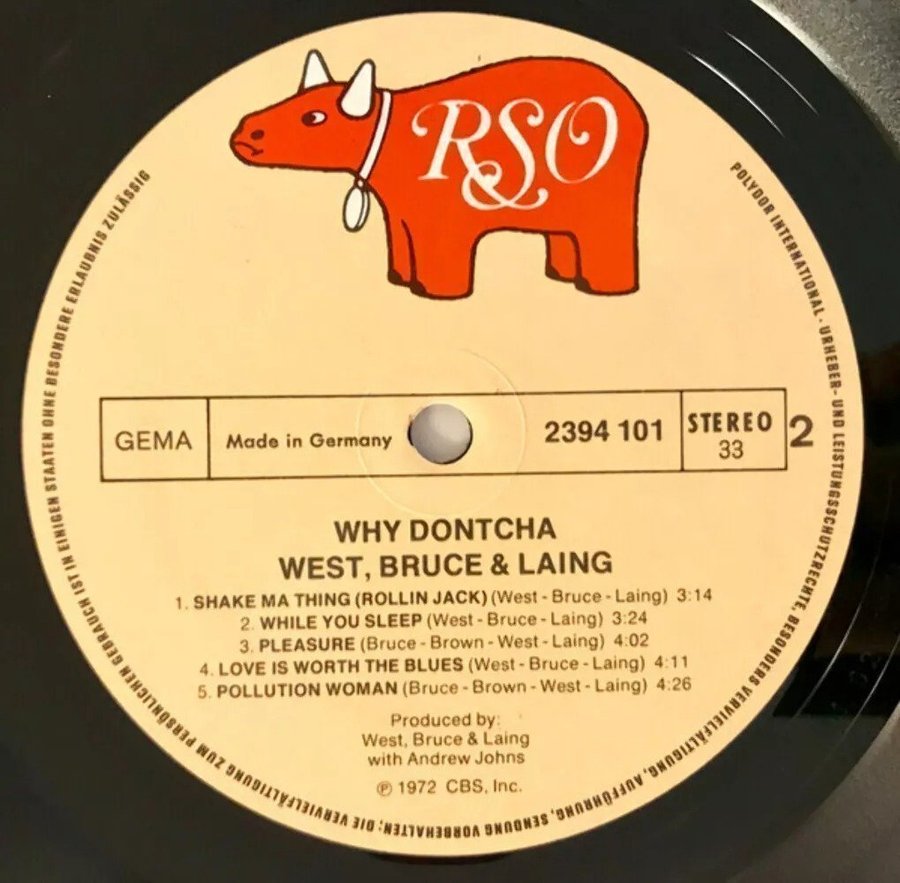 RSO
GEMA
Made in Germany
2394 101
STEREO
33
2
WHY DONTCHA
WEST, BRUCE & LAING
1. SHAKE MA THING (ROLLIN JACK) (West - Bruce - Laing) 3:14
2. WHILE YOU SLEEP (West - Bruce - Laing) 3:24
3. PLEASURE (Bruce - Brown - West - Laing) 4:02
4. LOVE IS WORTH THE BLUES (West - Bruce - Laing) 4:11
5. POLLUTION WOMAN (Bruce - Brown - West - Laing) 4:26
Produced by:
West, Bruce & Laing
with Andrew Johns
℗ 1972 CBS, Inc.
POLYDOR INTERNATIONAL · URHEBER- UND LEISTUNGSSCHUTZRECHTE, BESONDERS VERVIELFÄLTIGUNG, AUFFÜHRUNG, SENDUNG VORBEHALTEN; DIE VERVIELFÄLTIGUNG ZUM PERSÖNLICHEN GEBRAUCH IST IN EINIGEN STAATEN OHNE BESONDERE ERLAUBNIS ZULÄSSIG